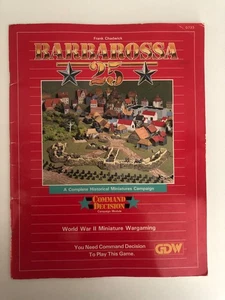 Frank Chadwick
BARBAROSSA
25
A Complete Historical Miniatures Campaign
COMMAND
DECISION
World War II Miniature Wargaming
You Need Command Decision
To Play This Game.
GDW